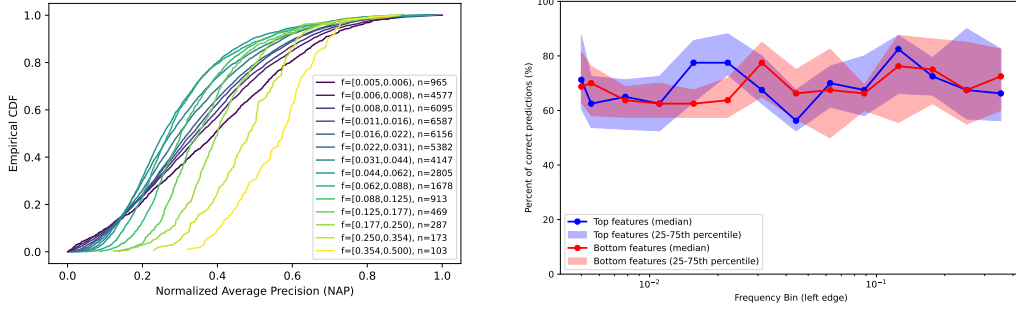 Empirical CDF
1.0
0.8
0.6
0.4
0.2
0.0
f=[0.005,0.006), n=965
f=[0.006,0.008), n=4577
f=[0.008,0.011), n=6095
f=[0.011,0.016), n=6587
f=[0.016,0.022), n=6156
f=[0.022,0.031), n=5382
f=[0.031,0.044), n=4147
f=[0.044,0.062), n=2805
f=[0.062,0.088), n=1678
f=[0.088,0.125), n=913
f=[0.125,0.177), n=469
f=[0.177,0.250), n=287
f=[0.250,0.354), n=173
f=[0.354,0.500), n=103
0.0 0.2 0.4 0.6 0.8 1.0
Normalized Average Precision (NAP)
Percent of correct predictions (%)
100
80
60
40
20
0
Top features (median)
Top features (25-75th percentile)
Bottom features (median)
Bottom features (25-75th percentile)
10⁻² 10⁻¹
Frequency Bin (left edge)